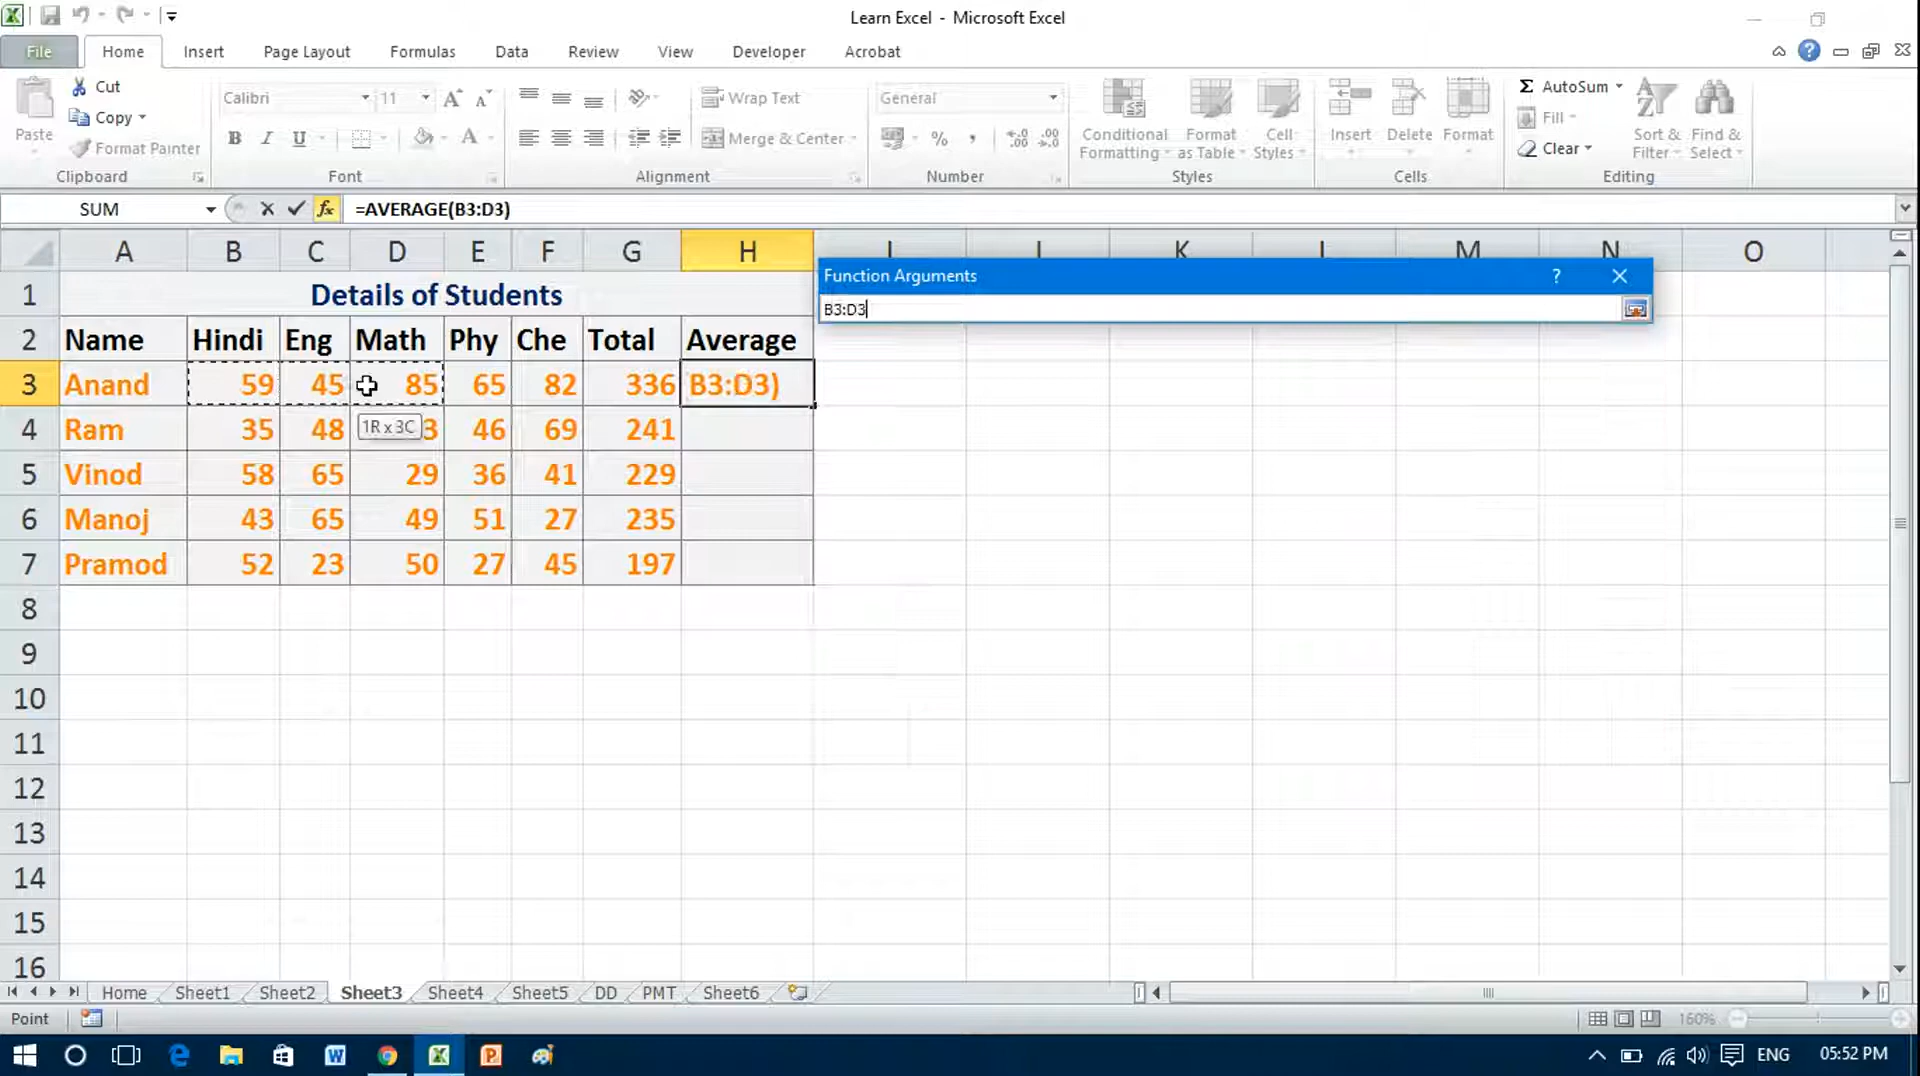 Learn Excel - Microsoft Excel
File Home Insert Page Layout Formulas Data Review View Developer Acrobat
Cut
Copy
Format Painter
Paste
Clipboard
Calibri 11
B I U
Font
Wrap Text
Merge & Center
Alignment
General
%
Number
Conditional Formatting
Format as Table
Cell Styles
Styles
Insert Delete Format
Cells
Σ AutoSum
Fill
Clear
Sort & Filter
Find & Select
Editing
SUM fx =AVERAGE(B3:D3)
A B C D E F G H K M N O
Function Arguments ?
B3:D3
1 Details of Students
2 Name Hindi Eng Math Phy Che Total Average
3 Anand 59 45 85 65 82 336 B3:D3)
4 Ram 35 48 3 46 69 241
1R x 3C
5 Vinod 58 65 29 36 41 229
6 Manoj 43 65 49 51 27 235
7 Pramod 52 23 50 27 45 197
8
9
10
11
12
13
14
15
16
Home Sheet1 Sheet2 Sheet3 Sheet4 Sheet5 DD PMT Sheet6
Point 160%
ENG 05:52 PM